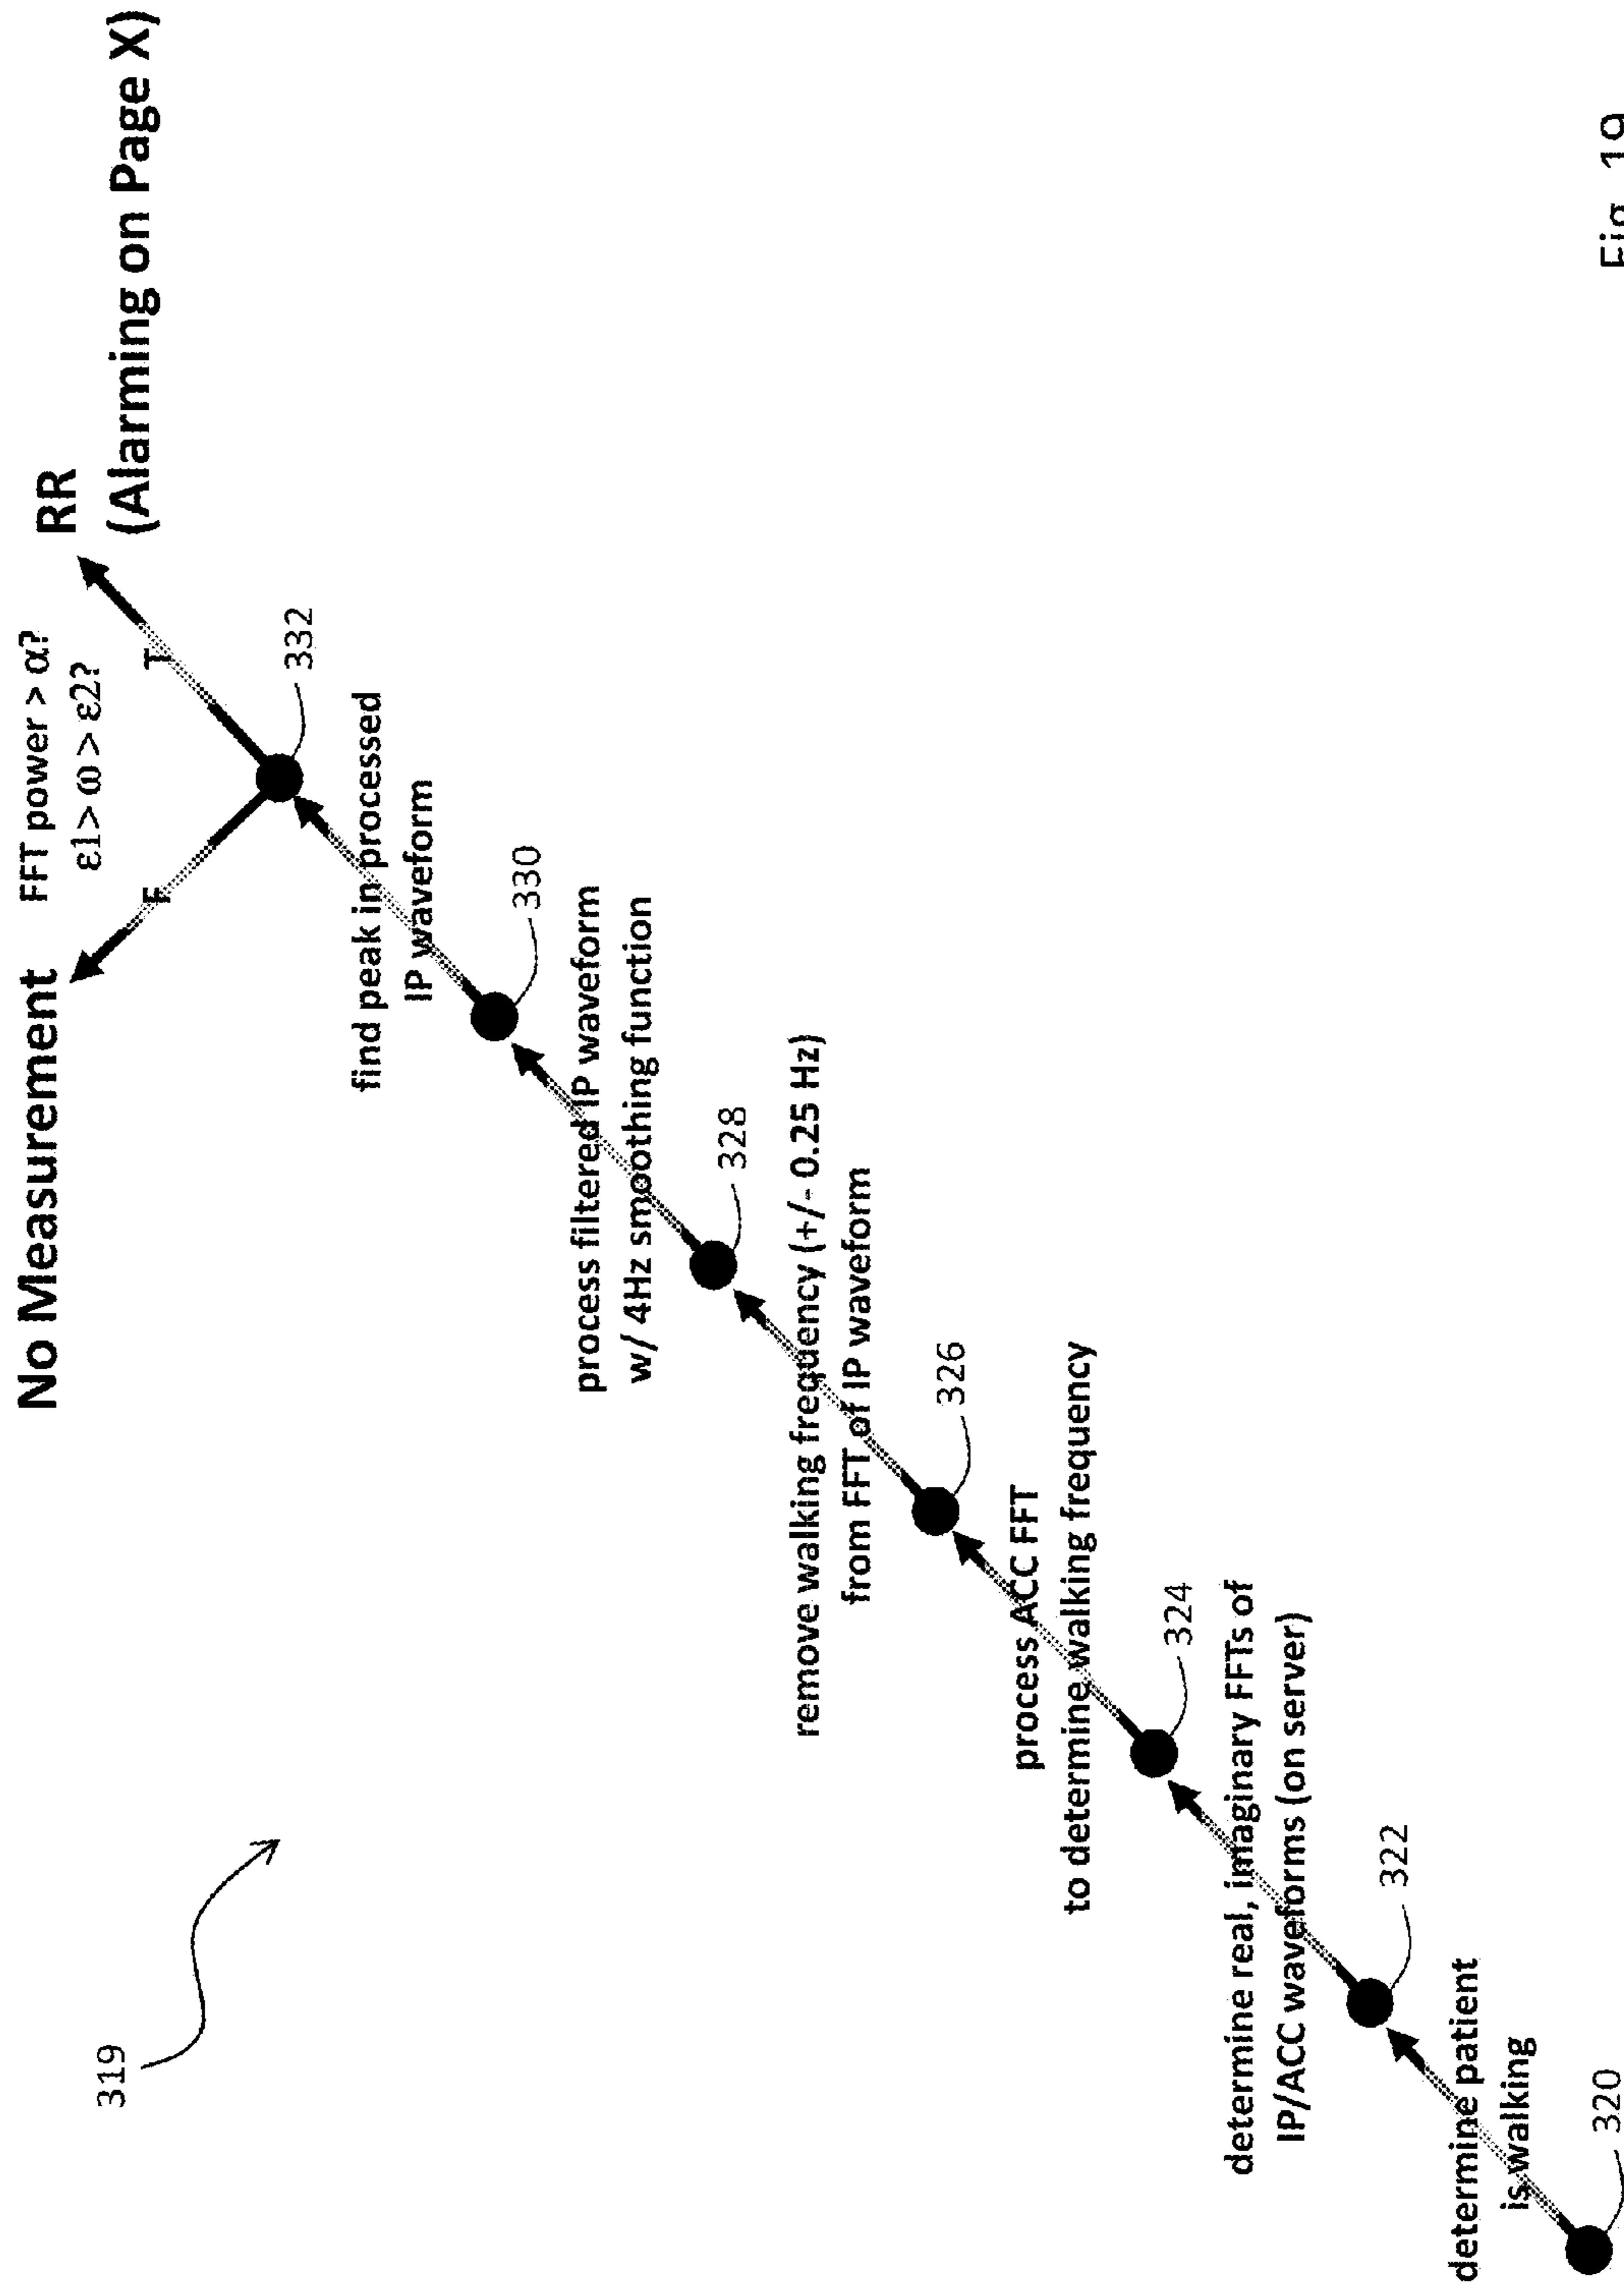 No Measurement
FFT power > α?
ε1> ω > ε2?
RR
(Alarming on Page X)
F
T
332
find peak in processed
IP waveform
330
process filtered IP waveform
w/ 4Hz smoothing function
328
remove walking frequency (+/- 0.25 Hz)
from FFT of IP waveform
326
process ACC FFT
to determine walking frequency
324
determine real, imaginary FFTs of
IP/ACC waveforms (on server)
322
determine patient
is walking
320
319
Fig. 19